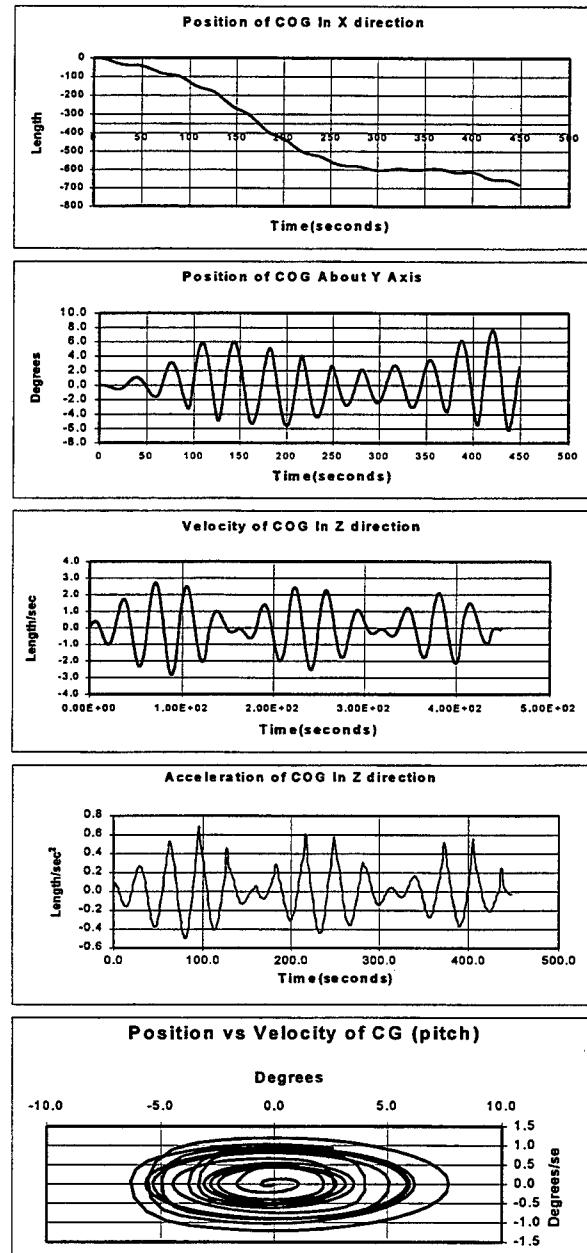 Position of COG In X direction
0
-100
-200
-300
-400
-500
-600
-700
-800
Length
0 50 100 150 200 250 300 350 400 450 500
Time(seconds)
Position of COG About Y Axis
10.0
8.0
6.0
4.0
2.0
0.0
-2.0
-4.0
-6.0
-8.0
Degrees
0 50 100 150 200 250 300 350 400 450 500
Time(seconds)
Velocity of COG In Z direction
4.0
3.0
2.0
1.0
0.0
-1.0
-2.0
-3.0
-4.0
Length/sec
0.00E+00 1.00E+02 2.00E+02 3.00E+02 4.00E+02 5.00E+02
Time(seconds)
Acceleration of COG In Z direction
0.8
0.6
0.4
0.2
0.0
-0.2
-0.4
-0.6
Length/sec²
0.0 100.0 200.0 300.0 400.0 500.0
Time(seconds)
Position vs Velocity of CG (pitch)
Degrees
-10.0 -5.0 0.0 5.0 10.0
1.5
1.0
0.5
0.0
-0.5
-1.0
-1.5
Degrees/se